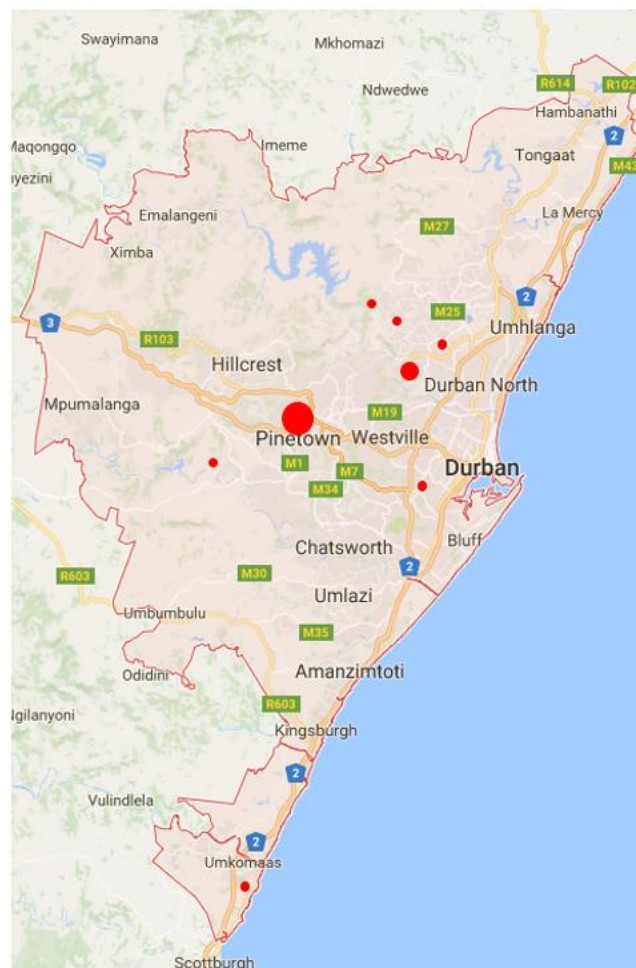 Swayimana
Mkhomazi
Ndwedwe
R614
R102
Hambanathi
2
Maqongqo
Imeme
Tongaat
M43
nyezini
Emalangeni
La Mercy
M27
Ximba
2
3
M25
R103
Umhlanga
Hillcrest
Durban North
Mpumalanga
M19
Pinetown
Westville
M1
M7
Durban
M34
Chatsworth
Bluff
2
R603
M30
Umlazi
Umbumbulu
M35
Odidini
Amanzimtoti
R603
Ngilanyoni
Kingsburgh
2
Vulindlela
2
Umkomaas
Scottburgh